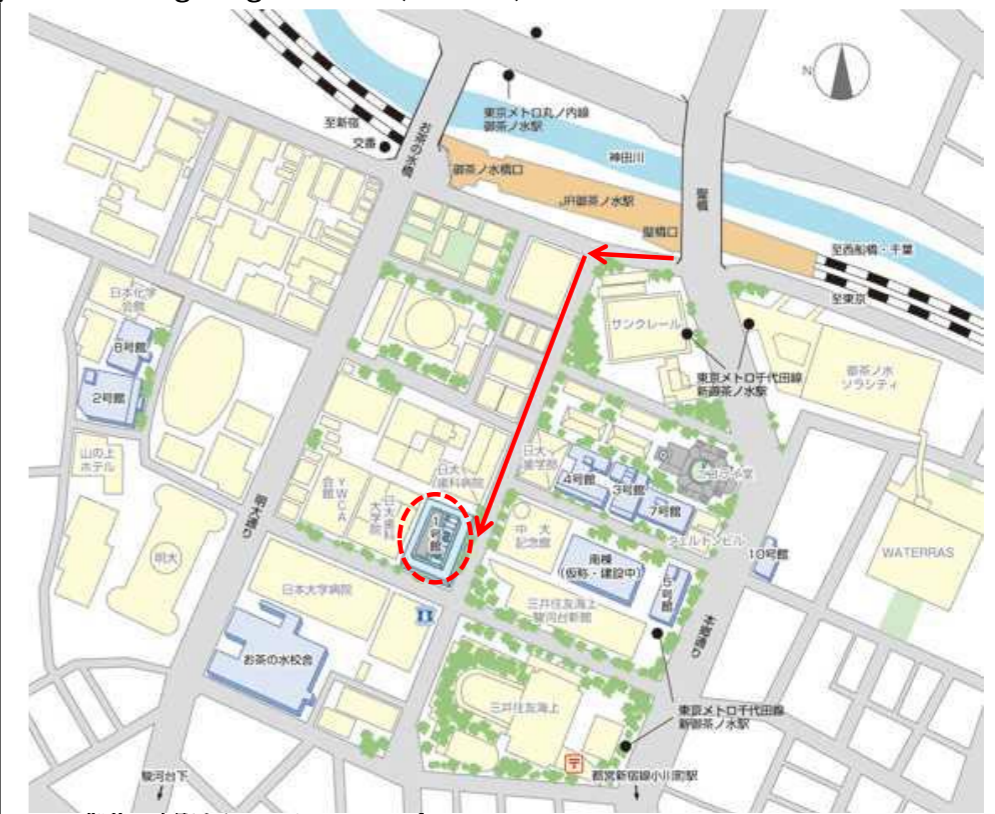 至新宿
交番
お茶の水橋
東京メトロ丸ノ内線
御茶ノ水駅
N
神田川
御茶ノ水橋口
JR御茶ノ水駅
聖橋
聖橋口
至西船橋・千葉
至東京
日本化学
会館
8号館
2号館
山の上
ホテル
サンクレール
東京メトロ千代田線
新御茶ノ水駅
御茶ノ水
ソラシティ
日大
歯科病院
日大
歯学部
4号館
3号館
7号館
ニコライ堂
YWCA
会館
日大歯科
大学院
1号館
中大
記念館
ウェルトンビル
10号館
WATERRAS
明大通り
明大
日本大学病院
南棟
(仮称・建設中)
5号館
三井住友海上
駿河台新館
本郷通り
お茶の水校舎
三井住友海上
東京メトロ千代田線
新御茶ノ水駅
〒
駿河台下
都営新宿線小川町駅